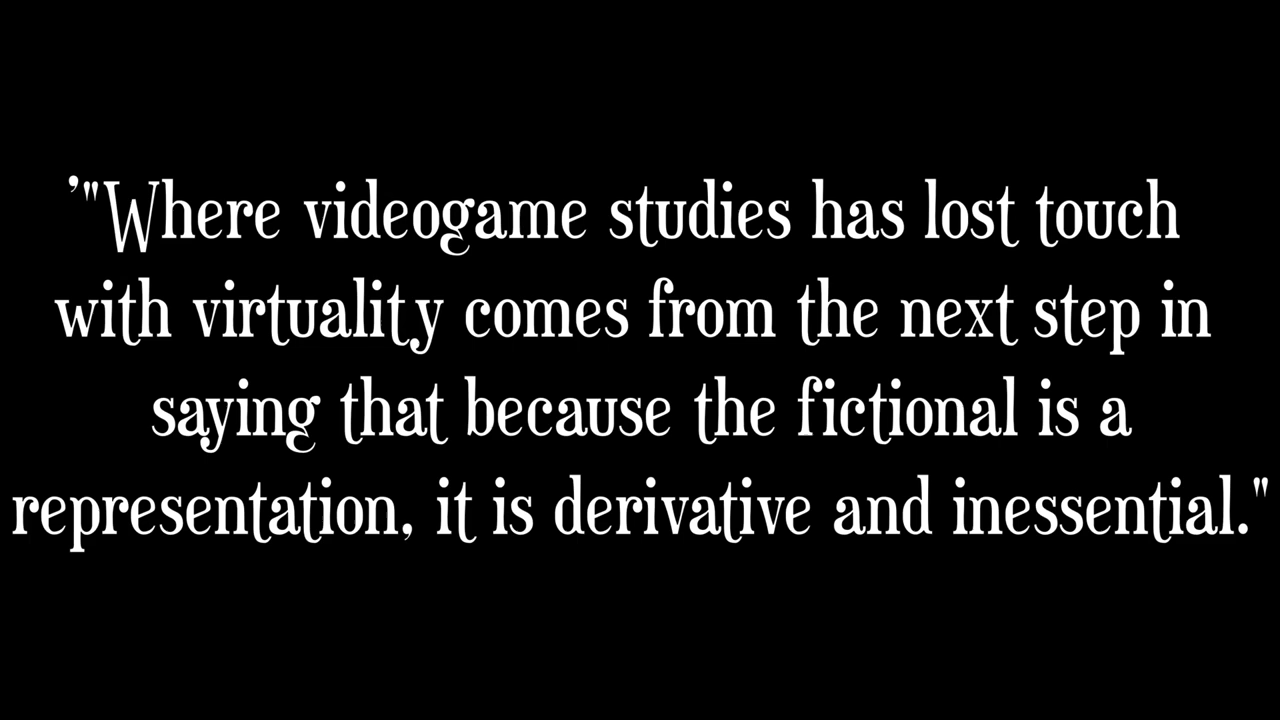 '"Where videogame studies has lost touch
with virtuality comes from the next step in
saying that because the fictional is a
representation, it is derivative and inessential."